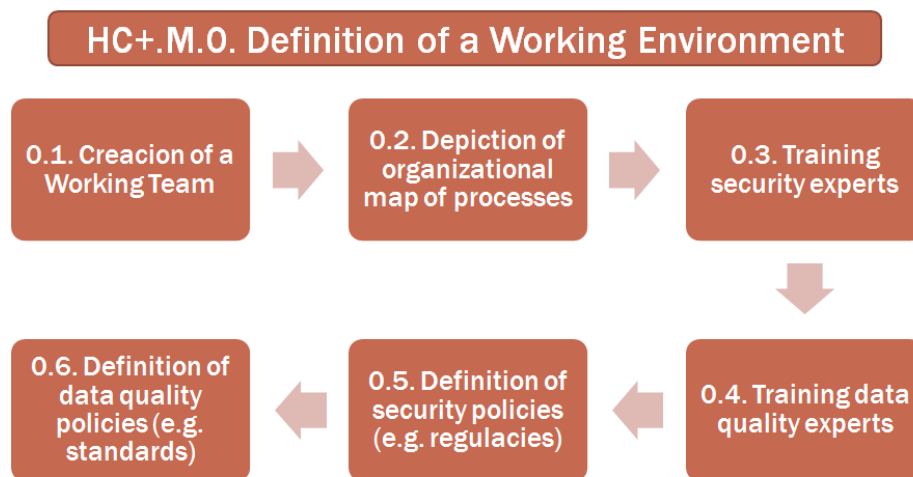 HC+.M.0. Definition of a Working Environment
0.1. Creacion of a
Working Team
0.2. Depiction of
organizational
map of processes
0.3. Training
security experts
0.4. Training data
quality experts
0.5. Definition of
security policies
(e.g. regulacies)
0.6. Definition of
data quality
policies (e.g.
standards)